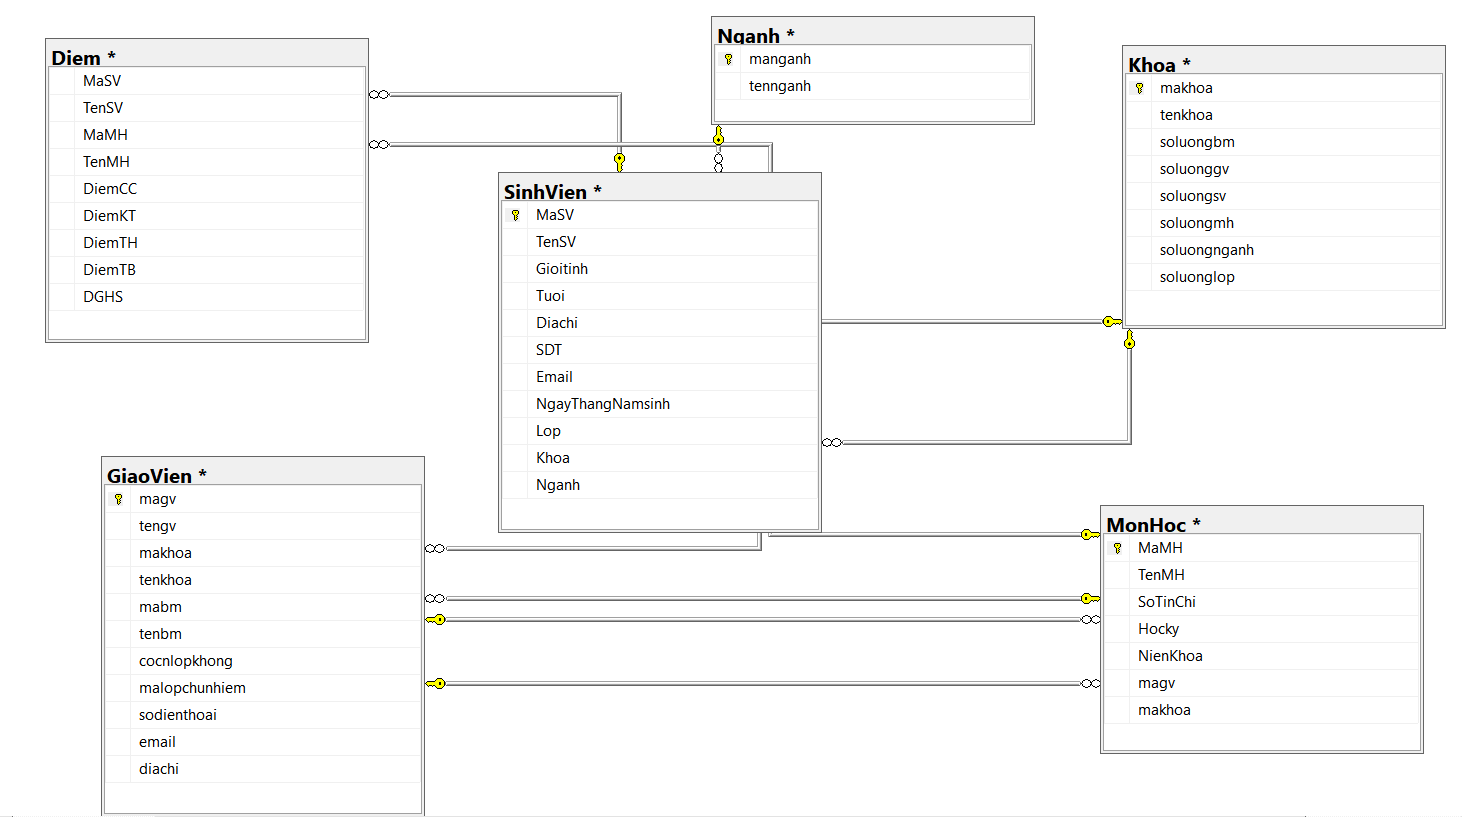 Diem *
MaSV
TenSV
MaMH
TenMH
DiemCC
DiemKT
DiemTH
DiemTB
DGHS
Nganh *
manganh
tennganh
Khoa *
makhoa
tenkhoa
soluongbm
soluonggv
soluongsv
soluongmh
soluongnganh
soluonglop
SinhVien *
MaSV
TenSV
Gioitinh
Tuoi
Diachi
SDT
Email
NgayThangNamsinh
Lop
Khoa
Nganh
GiaoVien *
magv
tengv
makhoa
tenkhoa
mabm
tenbm
cocnlopkhong
malopchunhiem
sodienthoai
email
diachi
MonHoc *
MaMH
TenMH
SoTinChi
Hocky
NienKhoa
magv
makhoa